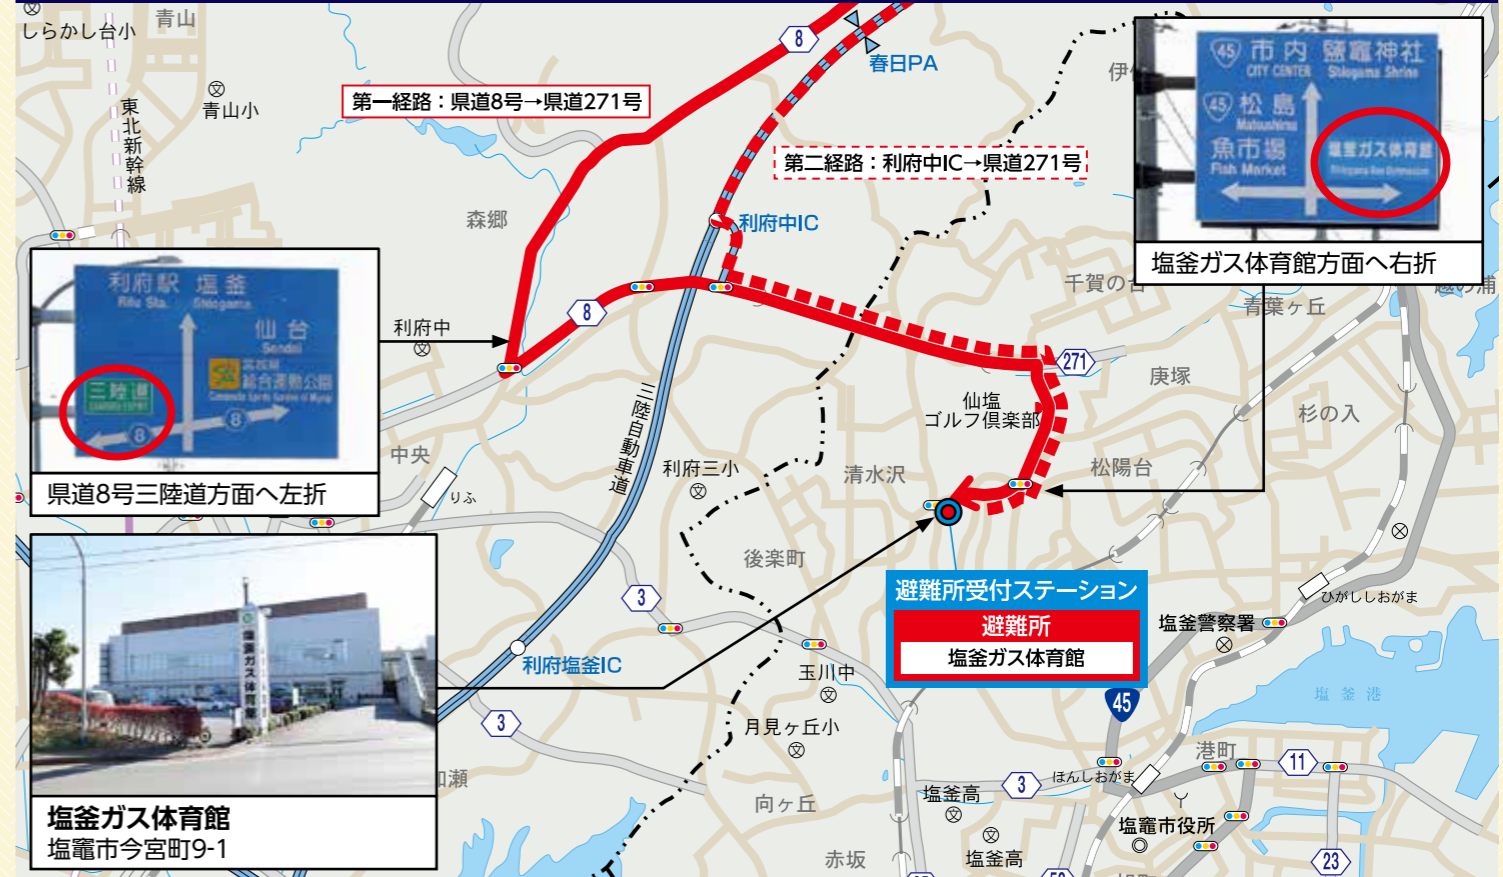 しらかし台小
青山
青山小
東北新幹線
第一経路：県道8号→県道271号
8
春日PA
第二経路：利府中IC→県道271号
45 市内 鹽竈神社
CITY CENTER Shiogama Shrine
45 松島
Matsushima
魚市場
Fish Market
塩釜ガス体育館
塩釜ガス体育館方面へ右折
森郷
利府中IC
千賀の台
青葉ヶ丘
利府駅 塩釜
Rifu Sta. Shiogama
仙台
Sendai
宮城県
総合運動公園
三陸道
8
8
県道8号三陸道方面へ左折
利府中
8
271
庚塚
杉の入
仙塩
ゴルフ倶楽部
三陸自動車道
中央
りふ
利府三小
清水沢
松陽台
後楽町
3
避難所受付ステーション
避難所
塩釜ガス体育館
ひがししおがま
塩釜警察署
塩釜ガス体育館
利府塩釜IC
玉川中
3
月見ヶ丘小
45
塩釜港
港町
11
ほんしおがま
3
加瀬
向ヶ丘
塩釜高
塩竈市役所
塩釜高
赤坂
23
塩釜ガス体育館
塩竈市今宮町9-1